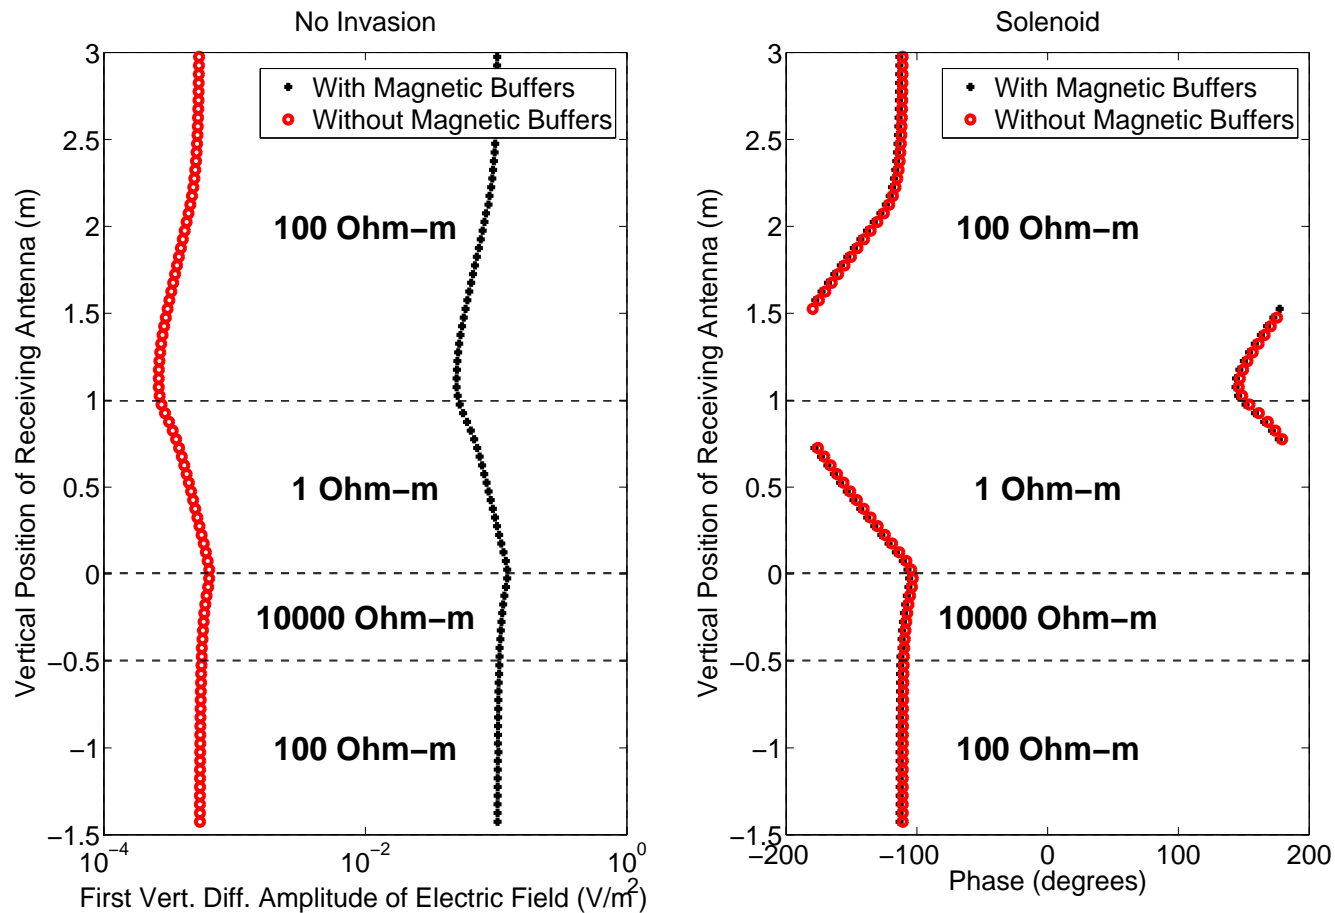 No Invasion
With Magnetic Buffers
Without Magnetic Buffers
100 Ohm−m
1 Ohm−m
10000 Ohm−m
100 Ohm−m
3
2.5
2
1.5
1
0.5
0
−0.5
−1
−1.5
10−4
10−2
100
Vertical Position of Receiving Antenna (m)
First Vert. Diff. Amplitude of Electric Field (V/m2)
Solenoid
With Magnetic Buffers
Without Magnetic Buffers
100 Ohm−m
1 Ohm−m
10000 Ohm−m
100 Ohm−m
3
2.5
2
1.5
1
0.5
0
−0.5
−1
−1.5
−200
−100
0
100
200
Vertical Position of Receiving Antenna (m)
Phase (degrees)